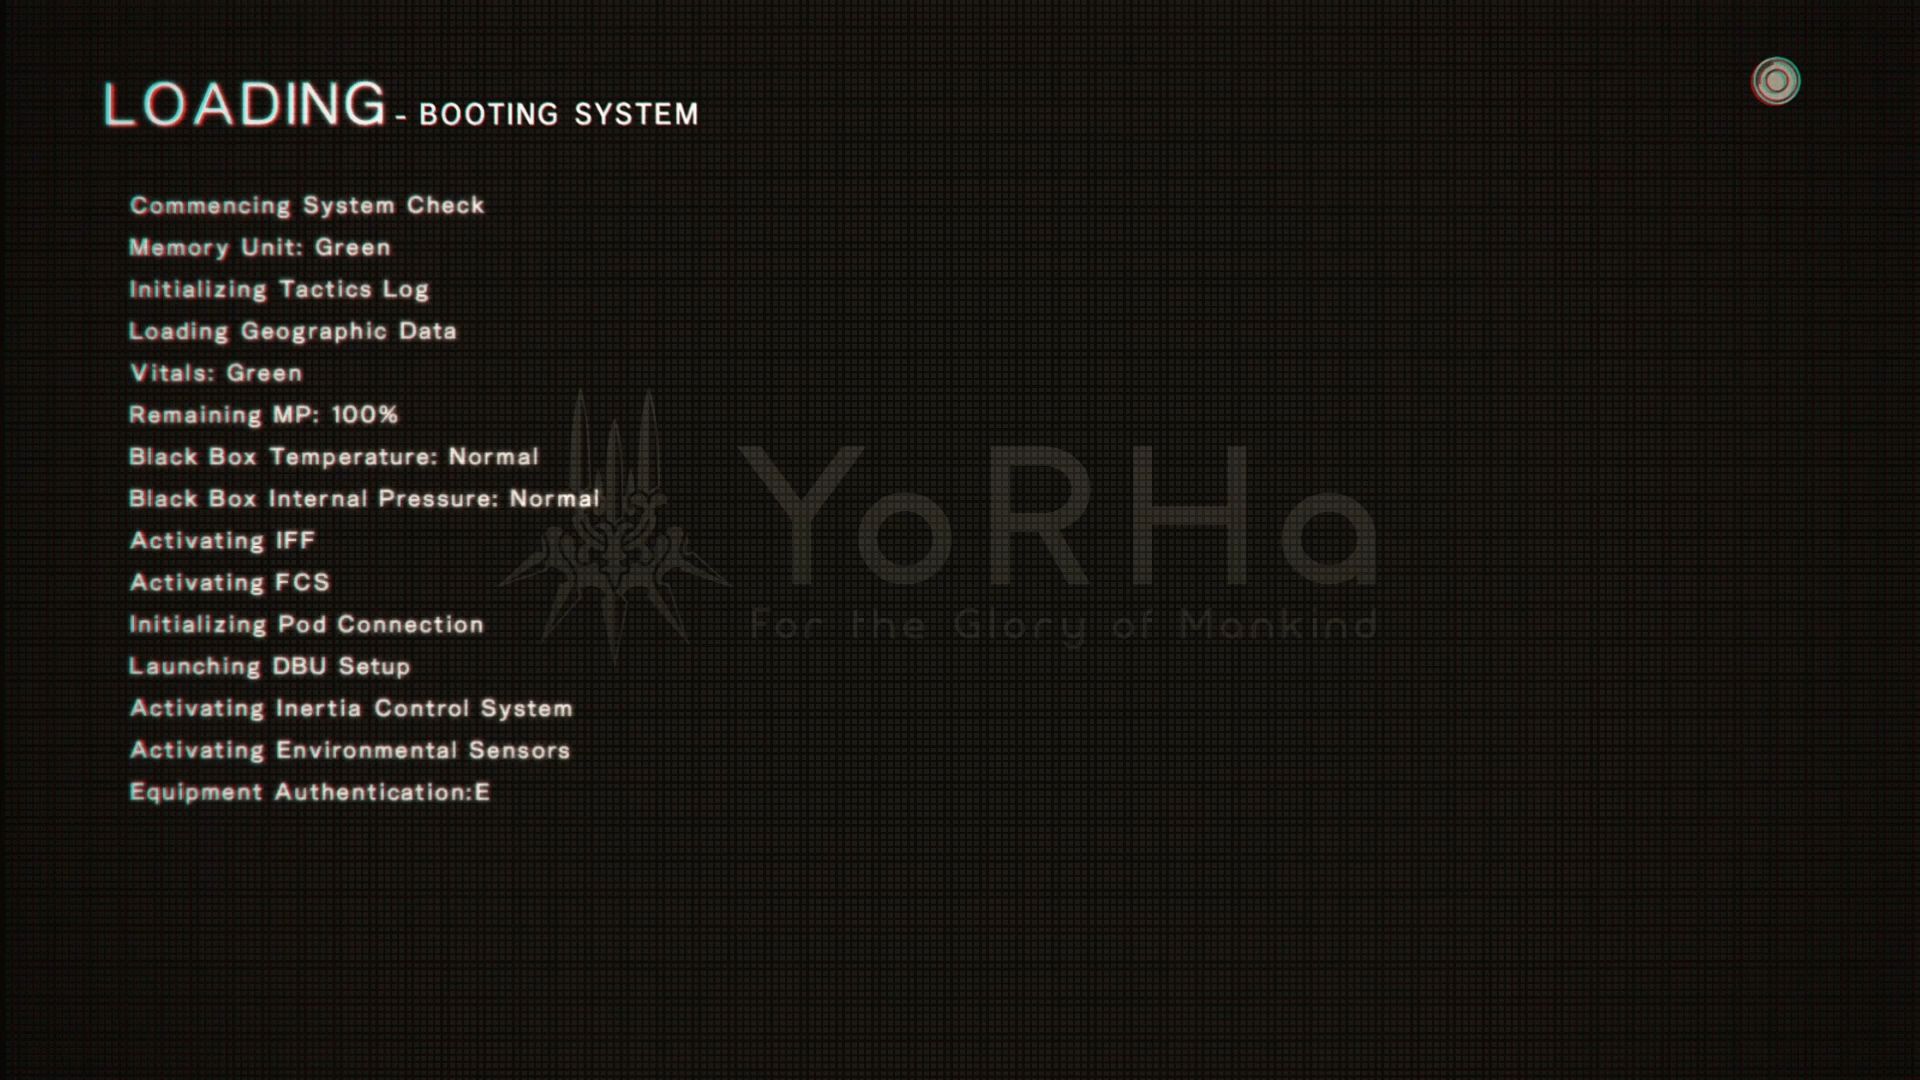 LOADING - BOOTING SYSTEM
Commencing System Check
Memory Unit: Green
Initializing Tactics Log
Loading Geographic Data
Vitals: Green
Remaining MP: 100%
Black Box Temperature: Normal
Black Box Internal Pressure: Normal
Activating IFF
Activating FCS
Initializing Pod Connection
Launching DBU Setup
Activating Inertia Control System
Activating Environmental Sensors
Equipment Authentication:E
YoRHa
For the Glory of Mankind